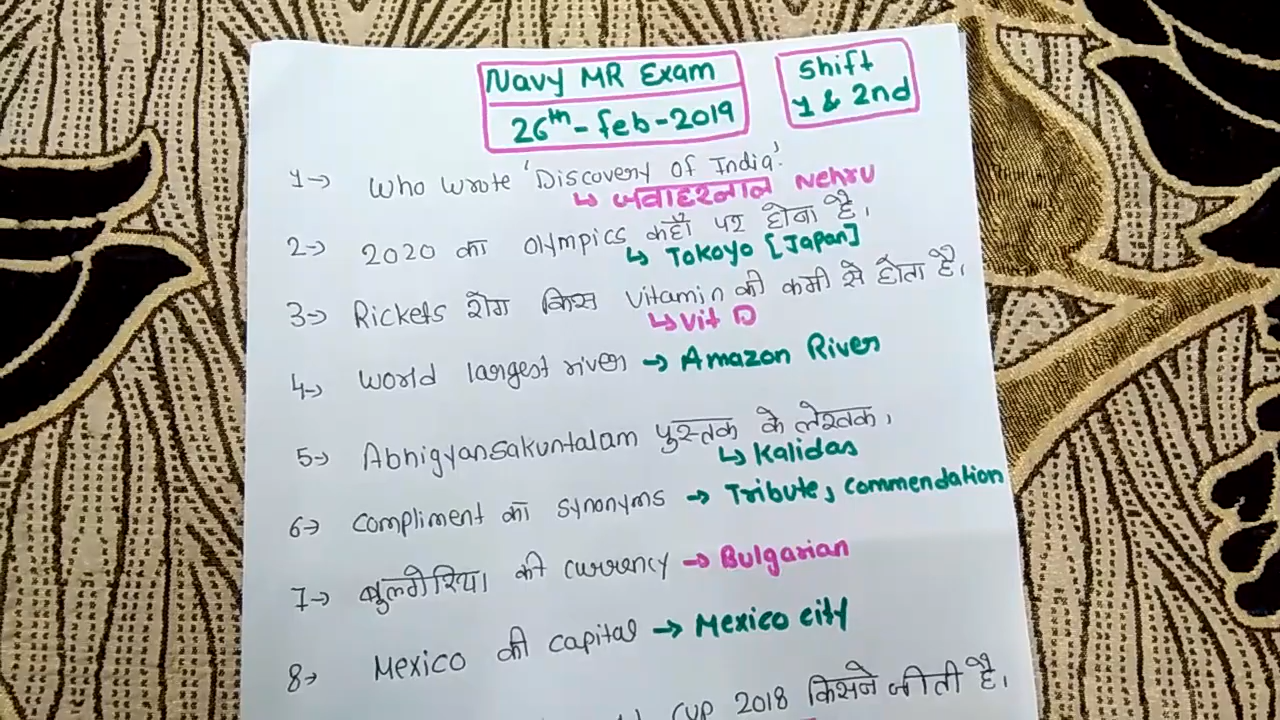 Navy MR Exam
26th-feb-2019
Shift
1 & 2nd
1→ Who wrote 'Discovery of India'.
↳ जवाहरलाल Nehru
2→ 2020 का Olympics कहाँ पर होना है।
↳ Tokoyo [Japan]
3→ Rickets रोग किस Vitamin की कमी से होता है।
↳ Vit D
4→ World largest river → Amazon River
5→ Abhigyansakuntalam पुस्तक के लेखक,
↳ Kalidas
6→ Compliment का synonyms → Tribute, commendation
7→ बुल्गेरिया की currency → Bulgarian
8→ Mexico की capital → Mexico city
Cup 2018 किसने जीती है।